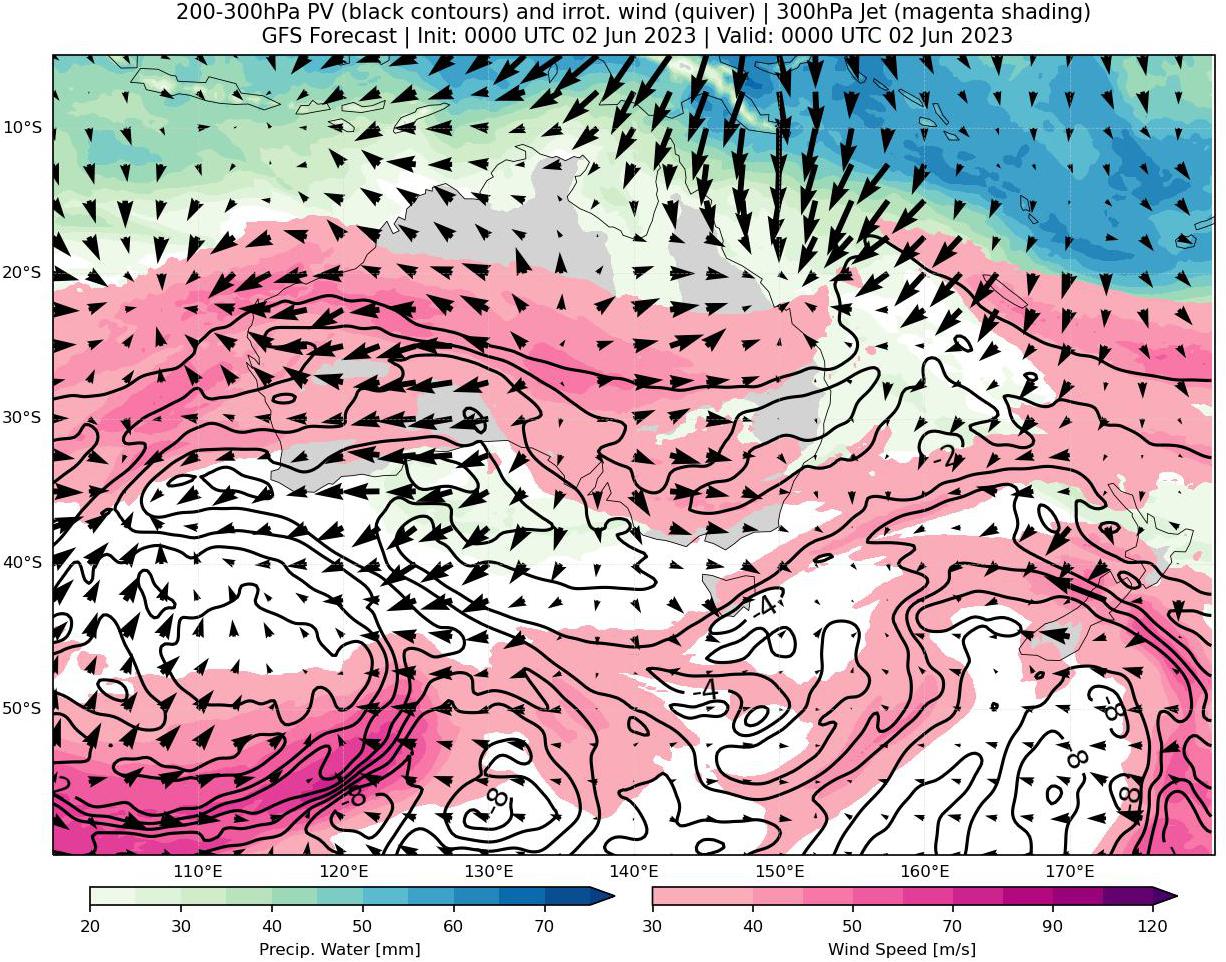 200-300hPa PV (black contours) and irrot. wind (quiver) | 300hPa Jet (magenta shading)
GFS Forecast | Init: 0000 UTC 02 Jun 2023 | Valid: 0000 UTC 02 Jun 2023
10°S
20°S
30°S
-2
40°S
-4
-4
50°S
-8
-8
-8
-8
-8
110°E 120°E 130°E 140°E 150°E 160°E 170°E
20 30 40 50 60 70
30 40 50 70 90 120
Precip. Water [mm]
Wind Speed [m/s]